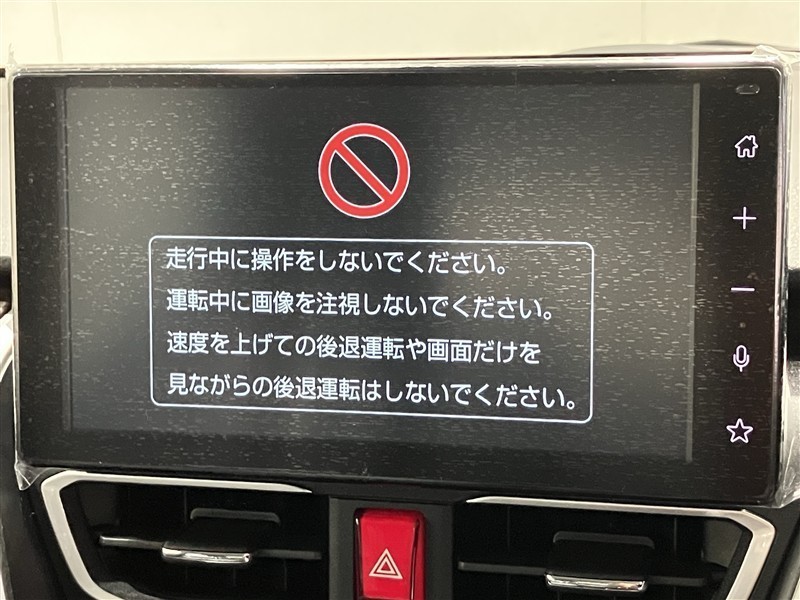 走行中に操作をしないでください。
運転中に画像を注視しないでください。
速度を上げての後退運転や画面だけを
見ながらの後退運転はしないでください。